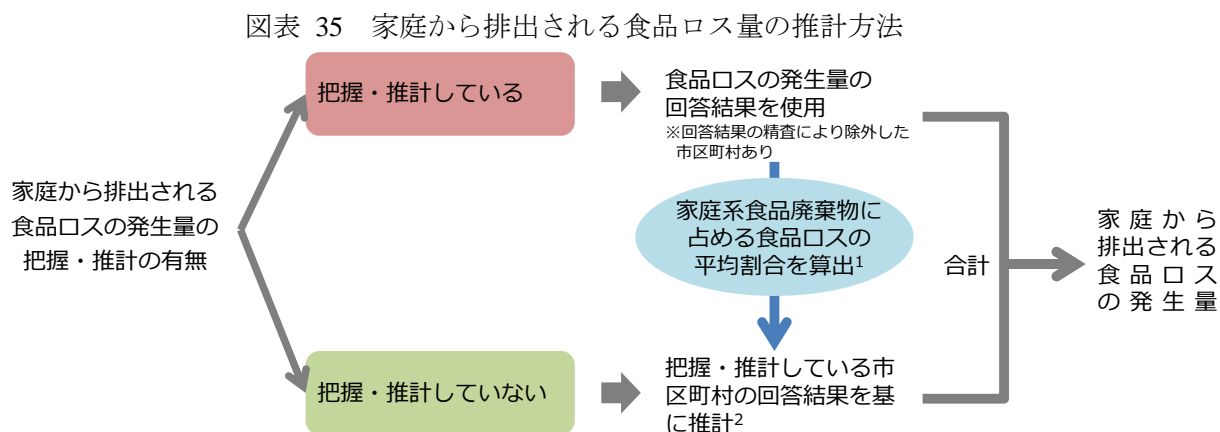 図表 35 家庭から排出される食品ロス量の推計方法
把握・推計している
食品ロスの発生量の
回答結果を使用
※回答結果の精査により除外した
市区町村あり
家庭から排出される
食品ロスの発生量の
把握・推計の有無
家庭系食品廃棄物に
占める食品ロスの
平均割合を算出1
合計
家庭から
排出される
食品ロス
の発生量
把握・推計していない
把握・推計している市
区町村の回答結果を基
に推計2